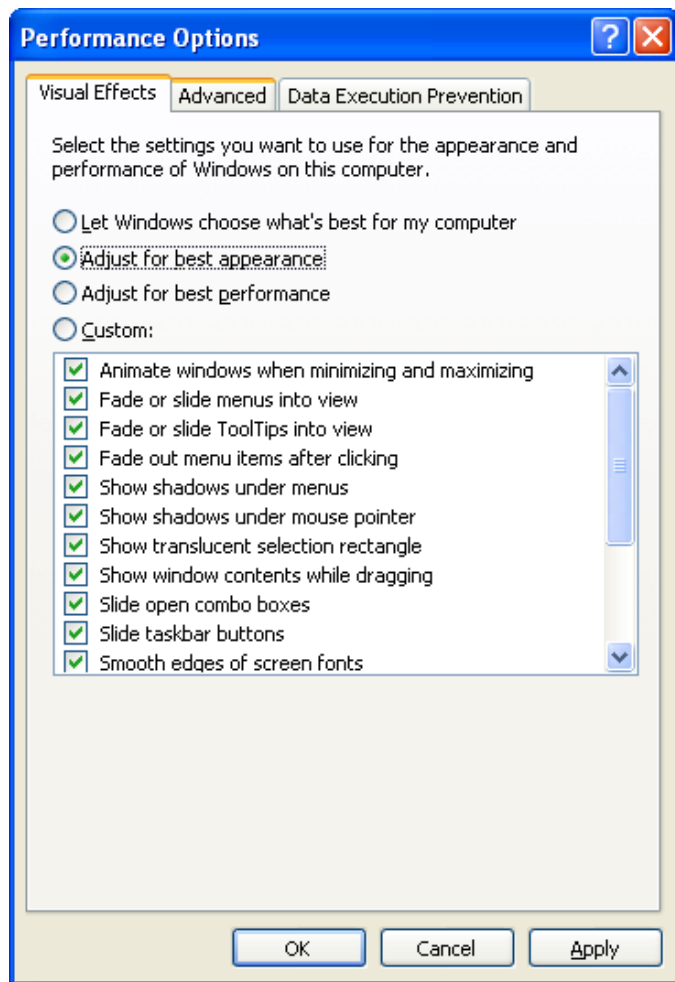 Performance Options
Visual Effects Advanced Data Execution Prevention
Select the settings you want to use for the appearance and
performance of Windows on this computer.
Let Windows choose what's best for my computer
Adjust for best appearance
Adjust for best performance
Custom:
Animate windows when minimizing and maximizing
Fade or slide menus into view
Fade or slide ToolTips into view
Fade out menu items after clicking
Show shadows under menus
Show shadows under mouse pointer
Show translucent selection rectangle
Show window contents while dragging
Slide open combo boxes
Slide taskbar buttons
Smooth edges of screen fonts
OK Cancel Apply